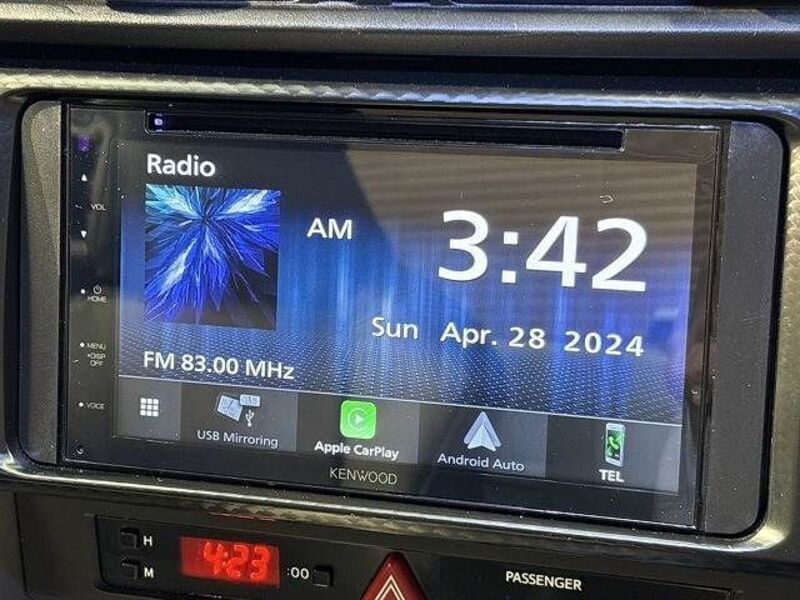 Radio
VOL
AM
3:42
Sun Apr. 28 2024
FM 83.00 MHz
HOME
MENU
•DISP
OFF
VOICE
USB Mirroring
Apple CarPlay
Android Auto
TEL
KENWOOD
H
M
4:23
:00
PASSENGER